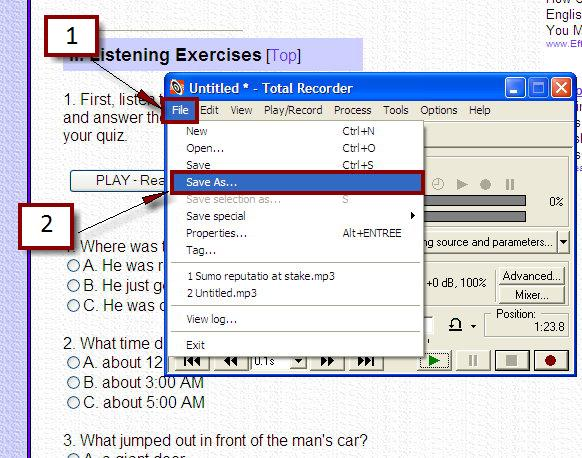 How C
Englis
You M
www.Eff
1
II. Listening Exercises [Top]
Untitled * - Total Recorder
1. First, listen t
File Edit View Play/Record Process Tools Options Help
and answer the
your quiz.
New Ctrl+N
Open... Ctrl+O
Save Ctrl+S
PLAY - Rea
Save As...
Save selection as... S
0%
2
Save special
Properties... Alt+ENTREE
ng source and parameters...
Tag...
1. Where was t
A. He was r
B. He just g
C. He was
1 Sumo reputatio at stake.mp3
2 Untitled.mp3
+0 dB, 100%
Advanced...
Mixer...
View log...
Position:
1:23.8
Exit
0.1s
2. What time d
A. about 12
B. about 3:00 AM
C. about 5:00 AM
3. What jumped out in front of the man's car?
A. a giant deer